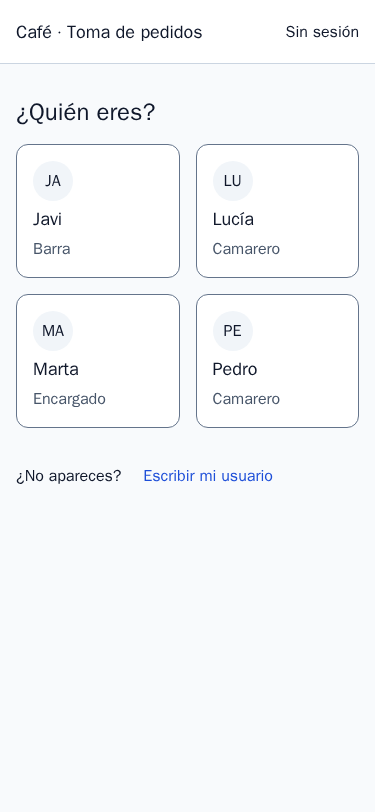 Café · Toma de pedidos Sin sesión
¿Quién eres?
JA
Javi
Barra
LU
Lucía
Camarero
MA
Marta
Encargado
PE
Pedro
Camarero
¿No apareces? Escribir mi usuario